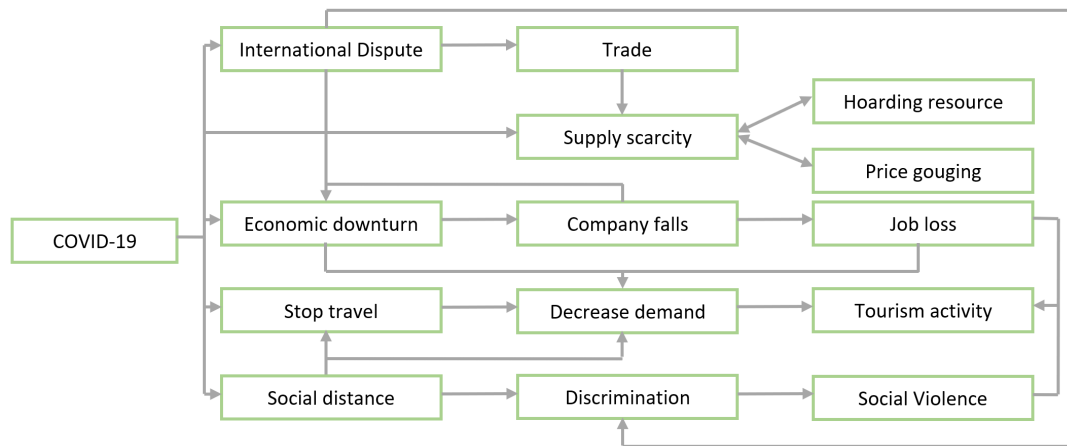 International Dispute
Trade
Hoarding resource
Supply scarcity
Price gouging
COVID-19
Economic downturn
Company falls
Job loss
Stop travel
Decrease demand
Tourism activity
Social distance
Discrimination
Social Violence